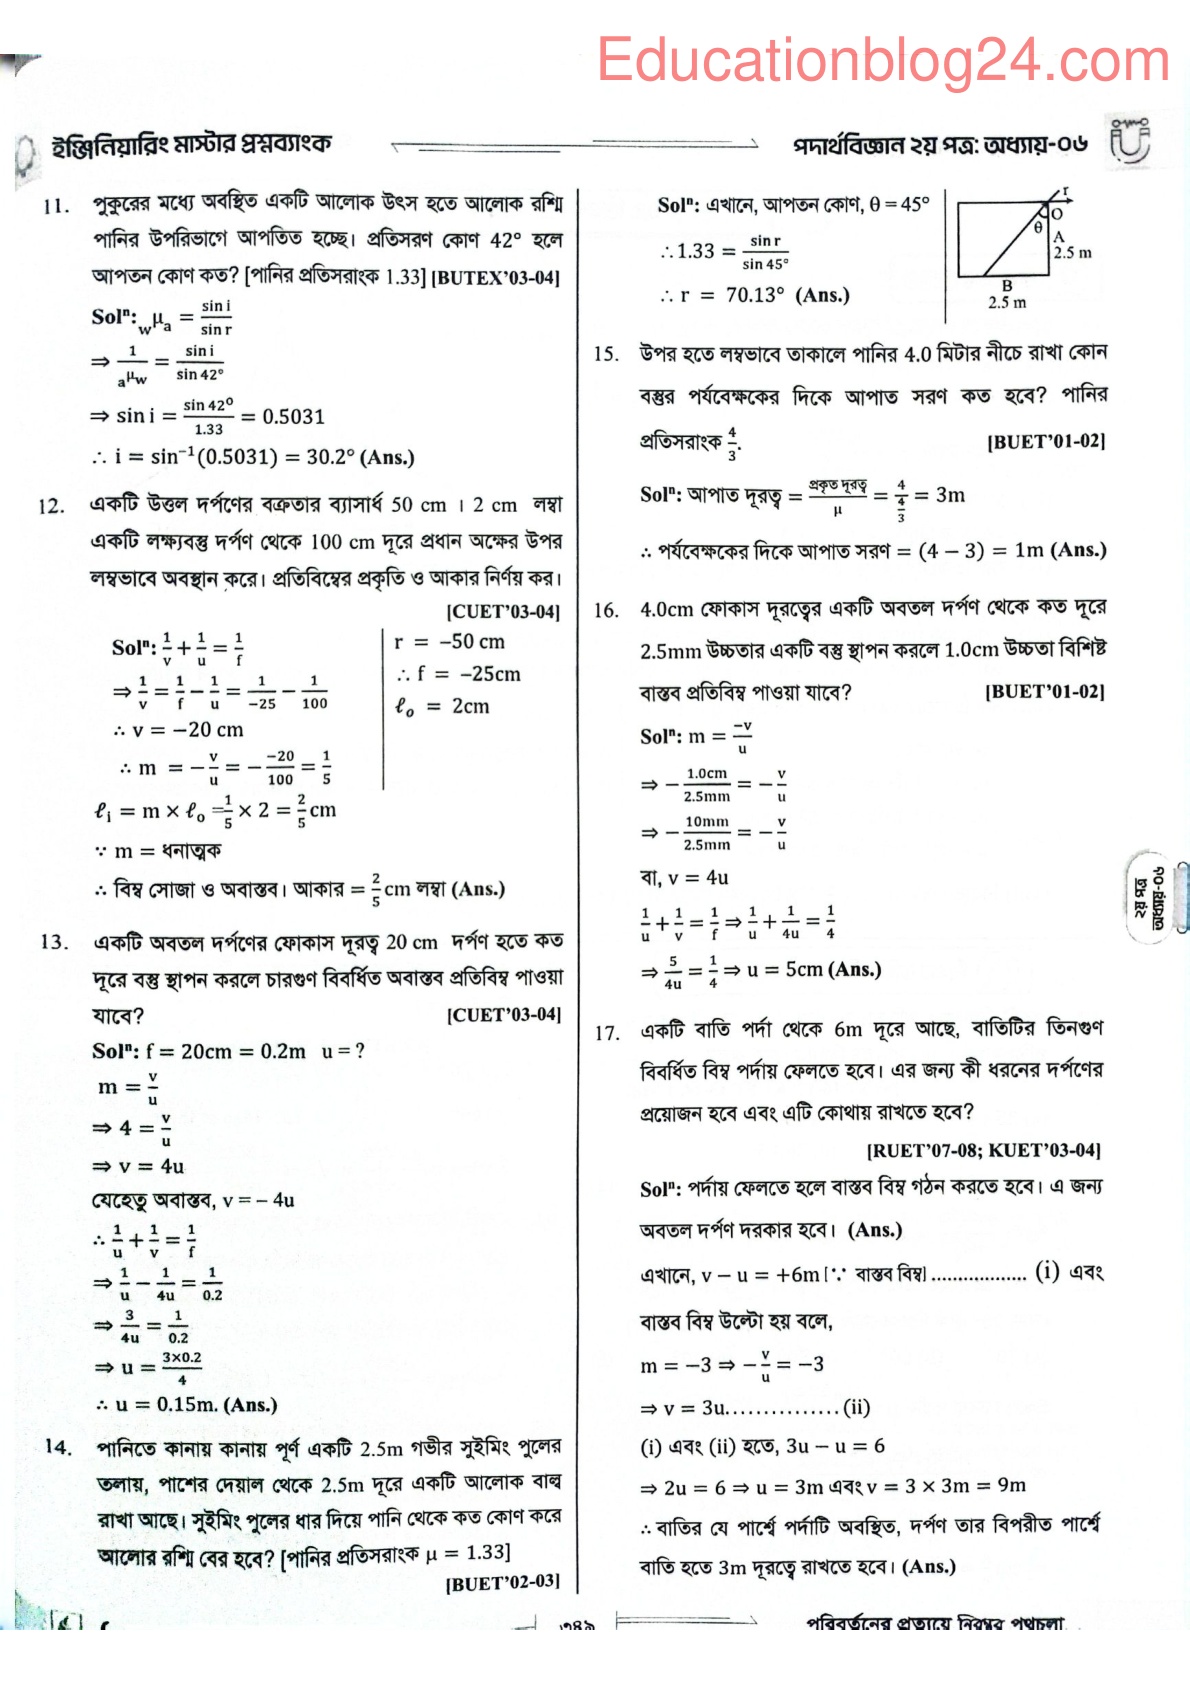 Educationblog24.com
ইঞ্জিনিয়ারিং মাস্টার প্রশ্নব্যাংক
পদার্থবিজ্ঞান ২য় পত্র: অধ্যায়-০৬
11. পুকুরের মধ্যে অবস্থিত একটি আলোক উৎস হতে আলোক রশ্মি
পানির উপরিভাগে আপতিত হচ্ছে। প্রতিসরণ কোণ 42° হলে
আপতন কোণ কত? [পানির প্রতিসরাংক 1.33] [BUTEX’03-04]
Solⁿ: wμa = sin i / sin r
⇒ 1 / aμw = sin i / sin 42°
⇒ sin i = sin 42⁰ / 1.33 = 0.5031
∴ i = sin⁻¹(0.5031) = 30.2° (Ans.)
12. একটি উত্তল দর্পণের বক্রতার ব্যাসার্ধ 50 cm । 2 cm লম্বা
একটি লক্ষ্যবস্তু দর্পণ থেকে 100 cm দূরে প্রধান অক্ষের উপর
লম্বভাবে অবস্থান করে। প্রতিবিম্বের প্রকৃতি ও আকার নির্ণয় কর।
[CUET’03-04]
Solⁿ: 1/v + 1/u = 1/f
⇒ 1/v = 1/f − 1/u = 1/−25 − 1/100
∴ v = −20 cm
∴ m = − v/u = − −20/100 = 1/5
r = −50 cm
∴ f = −25cm
ℓo = 2cm
ℓi = m × ℓo = 1/5 × 2 = 2/5 cm
∵ m = ধনাত্মক
∴ বিম্ব সোজা ও অবাস্তব। আকার = 2/5 cm লম্বা (Ans.)
13. একটি অবতল দর্পণের ফোকাস দূরত্ব 20 cm দর্পণ হতে কত
দূরে বস্তু স্থাপন করলে চারগুণ বিবর্ধিত অবাস্তব প্রতিবিম্ব পাওয়া
যাবে? [CUET’03-04]
Solⁿ: f = 20cm = 0.2m u = ?
m = v/u
⇒ 4 = v/u
⇒ v = 4u
যেহেতু অবাস্তব, v = − 4u
∴ 1/u + 1/v = 1/f
⇒ 1/u − 1/4u = 1/0.2
⇒ 3/4u = 1/0.2
⇒ u = 3×0.2 / 4
∴ u = 0.15m. (Ans.)
14. পানিতে কানায় কানায় পূর্ণ একটি 2.5m গভীর সুইমিং পুলের
তলায়, পাশের দেয়াল থেকে 2.5m দূরে একটি আলোক বাল্ব
রাখা আছে। সুইমিং পুলের ধার দিয়ে পানি থেকে কত কোণ করে
আলোর রশ্মি বের হবে? [পানির প্রতিসরাংক μ = 1.33]
[BUET’02-03]
Solⁿ: এখানে, আপতন কোণ, θ = 45°
∴ 1.33 = sin r / sin 45°
∴ r = 70.13° (Ans.)
r
O
θ
A
2.5 m
B
2.5 m
15. উপর হতে লম্বভাবে তাকালে পানির 4.0 মিটার নীচে রাখা কোন
বস্তুর পর্যবেক্ষকের দিকে আপাত সরণ কত হবে? পানির
প্রতিসরাংক 4/3. [BUET’01-02]
Solⁿ: আপাত দূরত্ব = প্রকৃত দূরত্ব / μ = 4 / 4/3 = 3m
∴ পর্যবেক্ষকের দিকে আপাত সরণ = (4 − 3) = 1m (Ans.)
16. 4.0cm ফোকাস দূরত্বের একটি অবতল দর্পণ থেকে কত দূরে
2.5mm উচ্চতার একটি বস্তু স্থাপন করলে 1.0cm উচ্চতা বিশিষ্ট
বাস্তব প্রতিবিম্ব পাওয়া যাবে? [BUET’01-02]
Solⁿ: m = −v/u
⇒ − 1.0cm / 2.5mm = − v/u
⇒ − 10mm / 2.5mm = − v/u
বা, v = 4u
1/u + 1/v = 1/f ⇒ 1/u + 1/4u = 1/4
⇒ 5/4u = 1/4 ⇒ u = 5cm (Ans.)
17. একটি বাতি পর্দা থেকে 6m দূরে আছে, বাতিটির তিনগুণ
বিবর্ধিত বিম্ব পর্দায় ফেলতে হবে। এর জন্য কী ধরনের দর্পণের
প্রয়োজন হবে এবং এটি কোথায় রাখতে হবে?
[RUET’07-08; KUET’03-04]
Solⁿ: পর্দায় ফেলতে হলে বাস্তব বিম্ব গঠন করতে হবে। এ জন্য
অবতল দর্পণ দরকার হবে। (Ans.)
এখানে, v − u = +6m [∵ বাস্তব বিম্ব] .................. (i) এবং
বাস্তব বিম্ব উল্টো হয় বলে,
m = −3 ⇒ − v/u = −3
⇒ v = 3u...............(ii)
(i) এবং (ii) হতে, 3u − u = 6
⇒ 2u = 6 ⇒ u = 3m এবং v = 3 × 3m = 9m
∴ বাতির যে পার্শ্বে পর্দাটি অবস্থিত, দর্পণ তার বিপরীত পার্শ্বে
বাতি হতে 3m দূরত্বে রাখতে হবে। (Ans.)
২য় পত্র
অধ্যায়-০৬
পরিবর্তনের প্রত্যয়ে নিরন্তর পথচলা